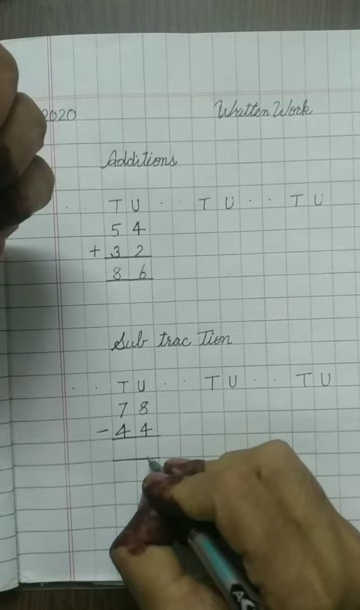 2020 Written Work
Additions
T U T U T U
5 4
+ 3 2
8 6
Sub trac Tion
T U T U T U
7 8
- 4 4